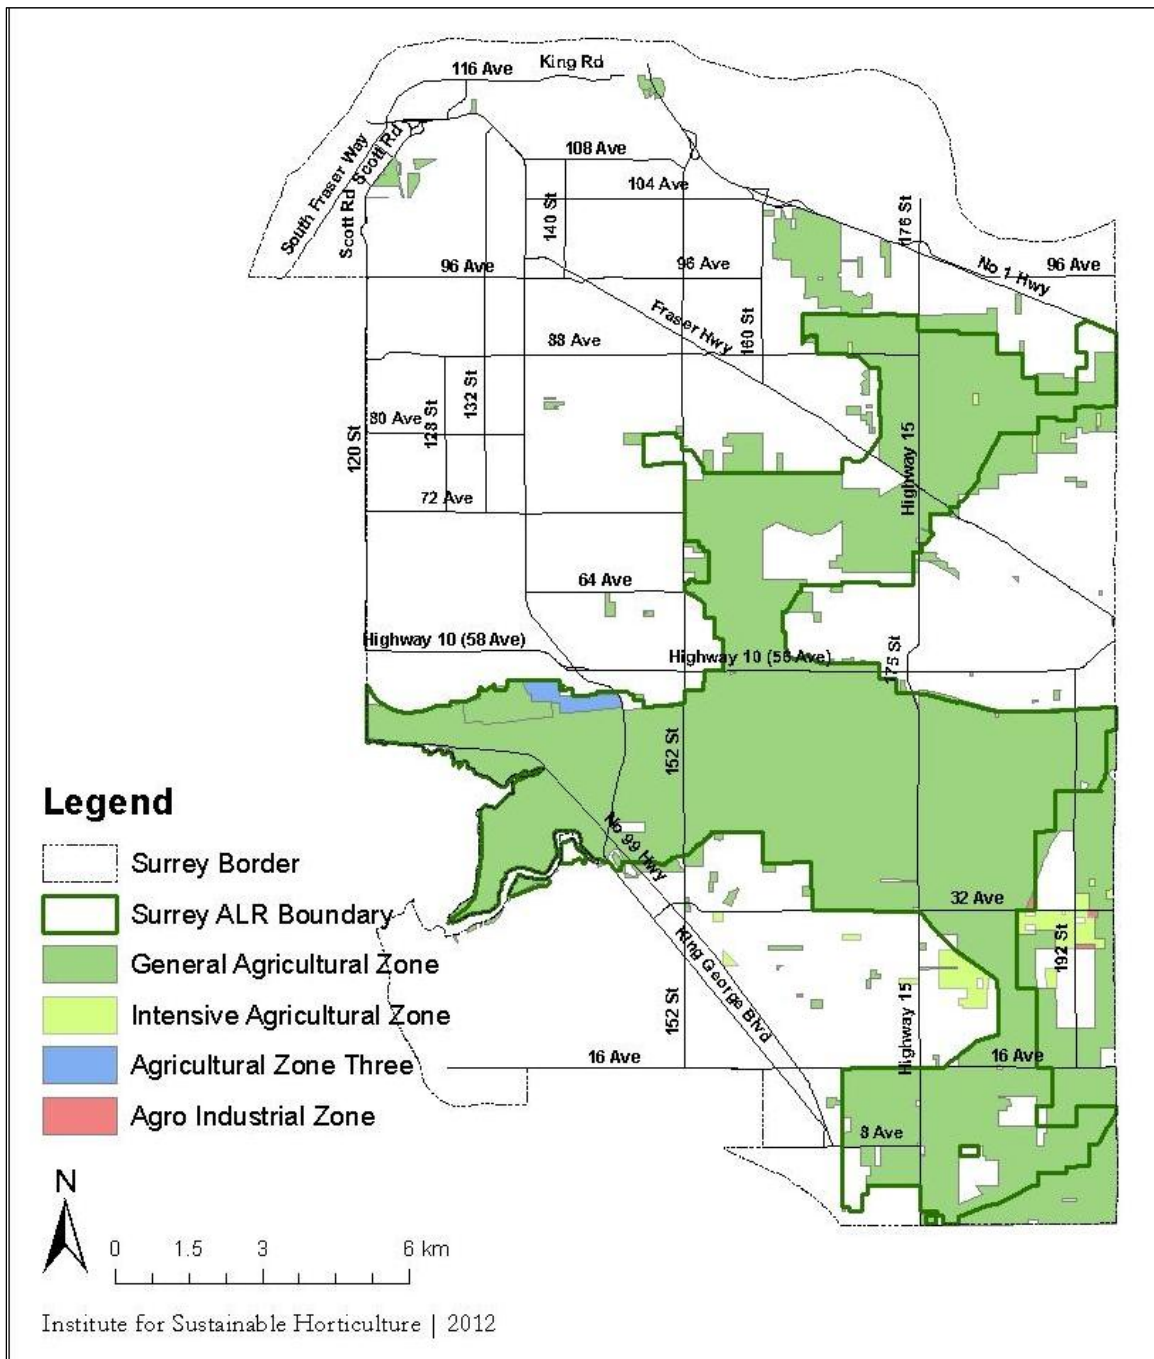 King Rd
116 Ave
South Fraser Way
Scott Rd
Scott Rd
108 Ave
104 Ave
140 St
176 St
96 Ave
96 Ave
No 1 Hwy
96 Ave
Fraser Hwy
160 St
88 Ave
132 St
128 St
80 Ave
120 St
Highway 15
72 Ave
64 Ave
Highway 10 (58 Ave)
Highway 10 (56 Ave)
175 St
152 St
No 99 Hwy
32 Ave
192 St
King George Blvd
152 St
Highway 15
16 Ave
16 Ave
8 Ave
Legend
Surrey Border
Surrey ALR Boundary
General Agricultural Zone
Intensive Agricultural Zone
Agricultural Zone Three
Agro Industrial Zone
N
0 1.5 3 6 km
Institute for Sustainable Horticulture | 2012